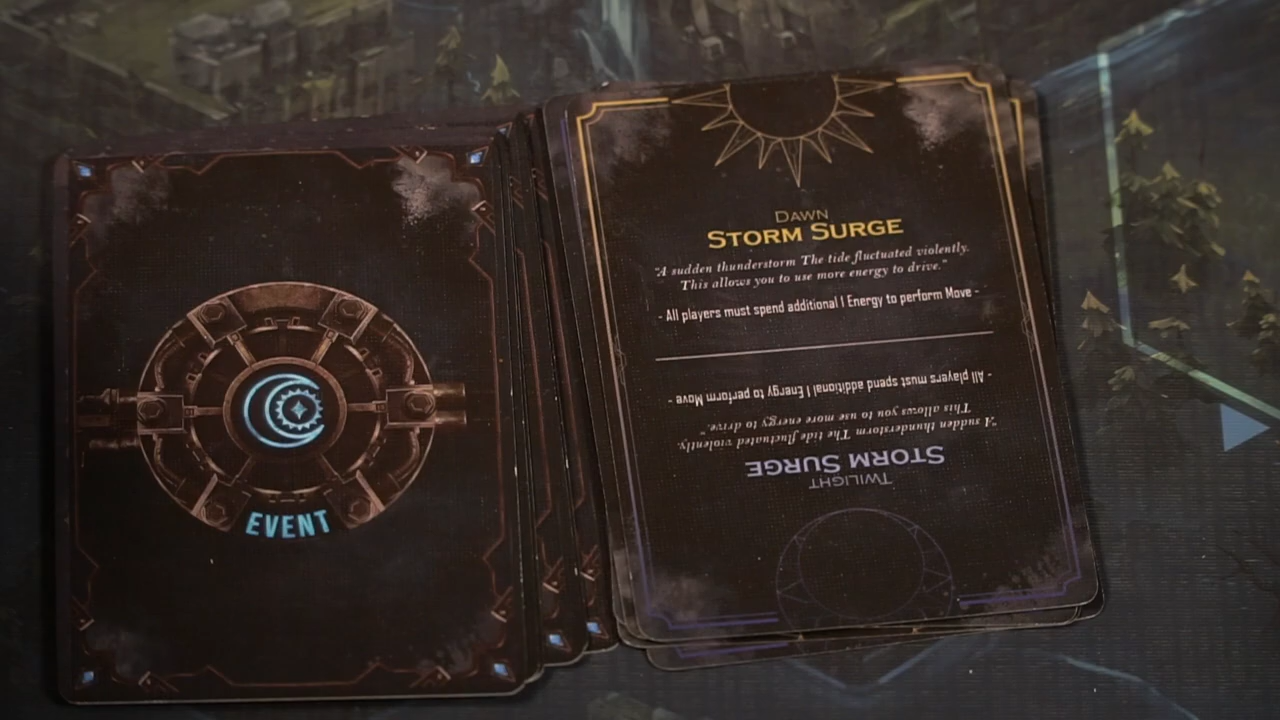 EVENT
DAWN
STORM SURGE
"A sudden thunderstorm The tide fluctuated violently.
This allows you to use more energy to drive."
- All players must spend additional 1 Energy to perform Move -
TWILIGHT
STORM SURGE
"A sudden thunderstorm The tide fluctuated violently.
This allows you to use more energy to drive."
- All players must spend additional 1 Energy to perform Move -